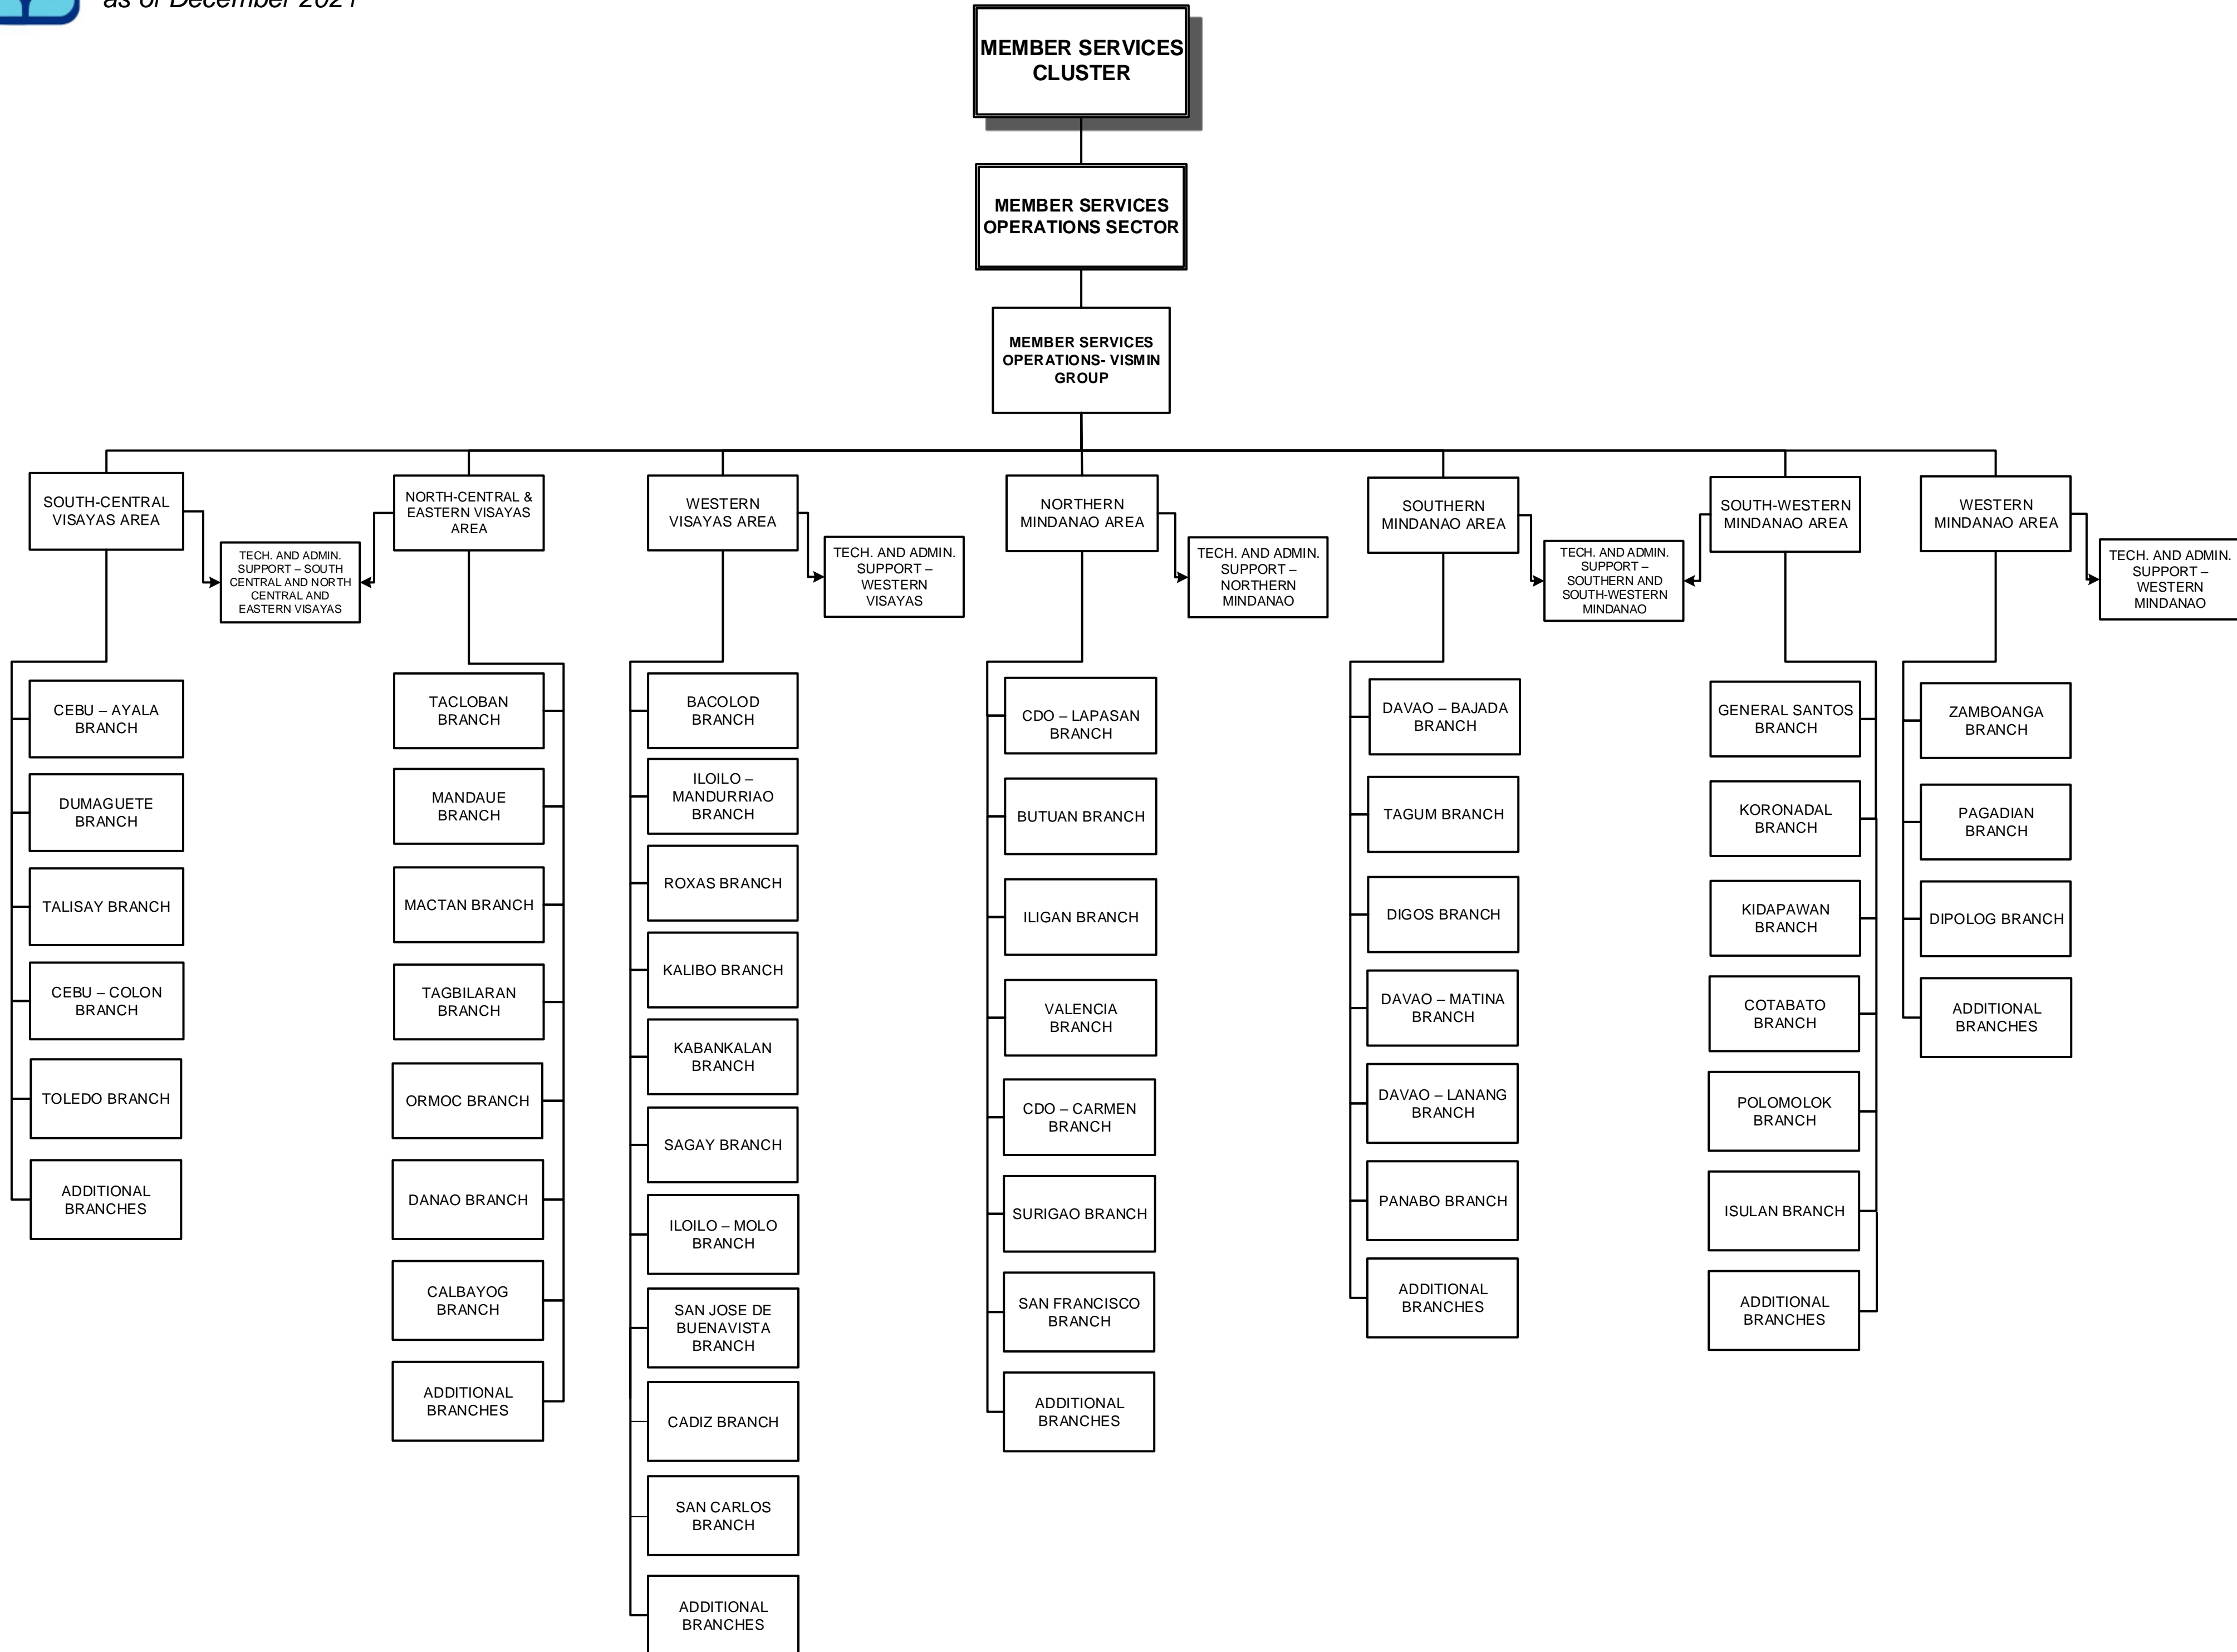 as of December 2021
MEMBER SERVICES
CLUSTER
MEMBER SERVICES
OPERATIONS SECTOR
MEMBER SERVICES
OPERATIONS- VISMIN
GROUP
SOUTH-CENTRAL
VISAYAS AREA
NORTH-CENTRAL &
EASTERN VISAYAS
AREA
WESTERN
VISAYAS AREA
NORTHERN
MINDANAO AREA
SOUTHERN
MINDANAO AREA
SOUTH-WESTERN
MINDANAO AREA
WESTERN
MINDANAO AREA
TECH. AND ADMIN.
SUPPORT – SOUTH
CENTRAL AND NORTH
CENTRAL AND
EASTERN VISAYAS
TECH. AND ADMIN.
SUPPORT –
WESTERN
VISAYAS
TECH. AND ADMIN.
SUPPORT –
NORTHERN
MINDANAO
TECH. AND ADMIN.
SUPPORT –
SOUTHERN AND
SOUTH-WESTERN
MINDANAO
TECH. AND ADMIN.
SUPPORT –
WESTERN
MINDANAO
CEBU – AYALA
BRANCH
DUMAGUETE
BRANCH
TALISAY BRANCH
CEBU – COLON
BRANCH
TOLEDO BRANCH
ADDITIONAL
BRANCHES
TACLOBAN
BRANCH
MANDAUE
BRANCH
MACTAN BRANCH
TAGBILARAN
BRANCH
ORMOC BRANCH
DANAO BRANCH
CALBAYOG
BRANCH
ADDITIONAL
BRANCHES
BACOLOD
BRANCH
ILOILO –
MANDURRIAO
BRANCH
ROXAS BRANCH
KALIBO BRANCH
KABANKALAN
BRANCH
SAGAY BRANCH
ILOILO – MOLO
BRANCH
SAN JOSE DE
BUENAVISTA
BRANCH
CADIZ BRANCH
SAN CARLOS
BRANCH
ADDITIONAL
BRANCHES
CDO – LAPASAN
BRANCH
BUTUAN BRANCH
ILIGAN BRANCH
VALENCIA
BRANCH
CDO – CARMEN
BRANCH
SURIGAO BRANCH
SAN FRANCISCO
BRANCH
ADDITIONAL
BRANCHES
DAVAO – BAJADA
BRANCH
TAGUM BRANCH
DIGOS BRANCH
DAVAO – MATINA
BRANCH
DAVAO – LANANG
BRANCH
PANABO BRANCH
ADDITIONAL
BRANCHES
GENERAL SANTOS
BRANCH
KORONADAL
BRANCH
KIDAPAWAN
BRANCH
COTABATO
BRANCH
POLOMOLOK
BRANCH
ISULAN BRANCH
ADDITIONAL
BRANCHES
ZAMBOANGA
BRANCH
PAGADIAN
BRANCH
DIPOLOG BRANCH
ADDITIONAL
BRANCHES